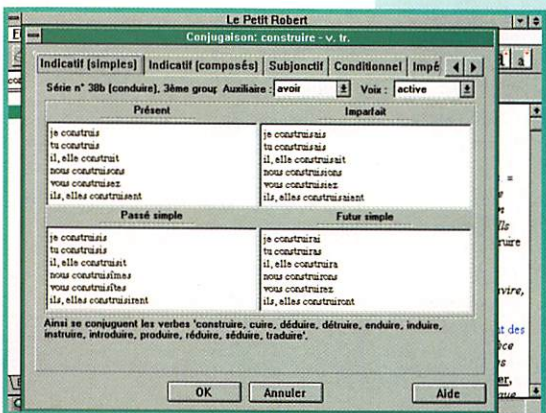 Le Petit Robert
Conjugaison: construire - v. tr.
Indicatif (simples) Indicatif (composés) Subjonctif Conditionnel Impé
Série n° 38b (conduire), 3ème group Auxiliaire : avoir Voix : active
Présent
je construis
tu construis
il, elle construit
nous construisons
vous construisez
ils, elles construisent
Imparfait
je construisais
tu construisais
il, elle construisait
nous construisions
vous construisiez
ils, elles construisaient
Passé simple
je construisis
tu construisis
il, elle construisit
nous construisîmes
vous construisîtes
ils, elles construisirent
Futur simple
je construirai
tu construiras
il, elle construira
nous construirons
vous construirez
ils, elles construiront
Ainsi se conjuguent les verbes 'construire, cuire, déduire, détruire, enduire, induire,
instruire, introduire, produire, réduire, séduire, traduire'.
OK Annuler Aide